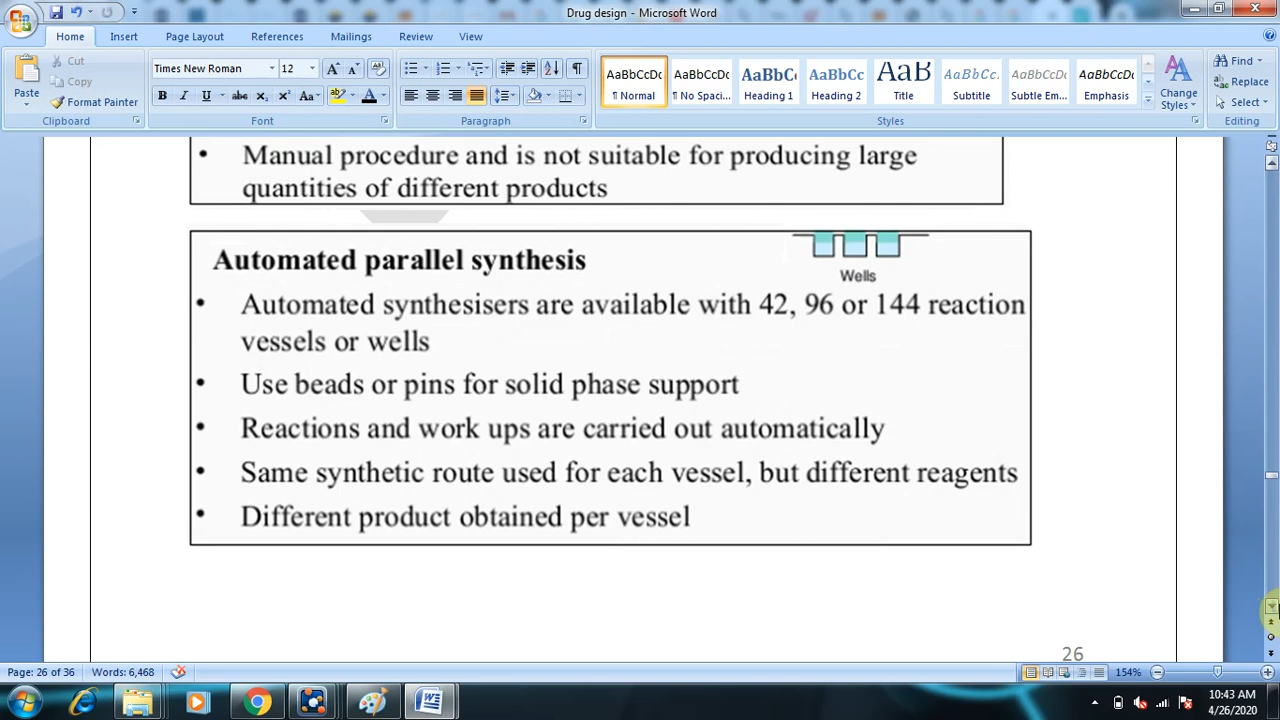 Drug design - Microsoft Word
Home Insert Page Layout References Mailings Review View
Paste
Cut
Copy
Format Painter
Clipboard
Times New Roman 12
Font
Paragraph
AaBbCcDc AaBbCcDc AaBbC AaBbCc AaB AaBbCc. AaBbCcDc AaBbCcDc
¶ Normal ¶ No Spaci... Heading 1 Heading 2 Title Subtitle Subtle Em... Emphasis
Change Styles
Styles
Find
Replace
Select
Editing
• Manual procedure and is not suitable for producing large
quantities of different products
Automated parallel synthesis
Wells
• Automated synthesisers are available with 42, 96 or 144 reaction
vessels or wells
• Use beads or pins for solid phase support
• Reactions and work ups are carried out automatically
• Same synthetic route used for each vessel, but different reagents
• Different product obtained per vessel
26
Page: 26 of 36 Words: 6,468 154%
10:43 AM
4/26/2020